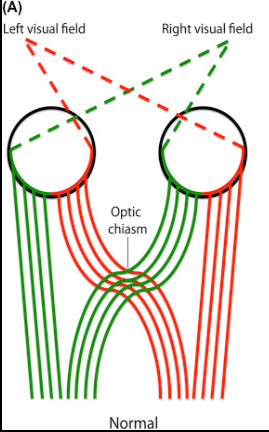 (A)
Left visual field
Right visual field
Optic
chiasm
Normal